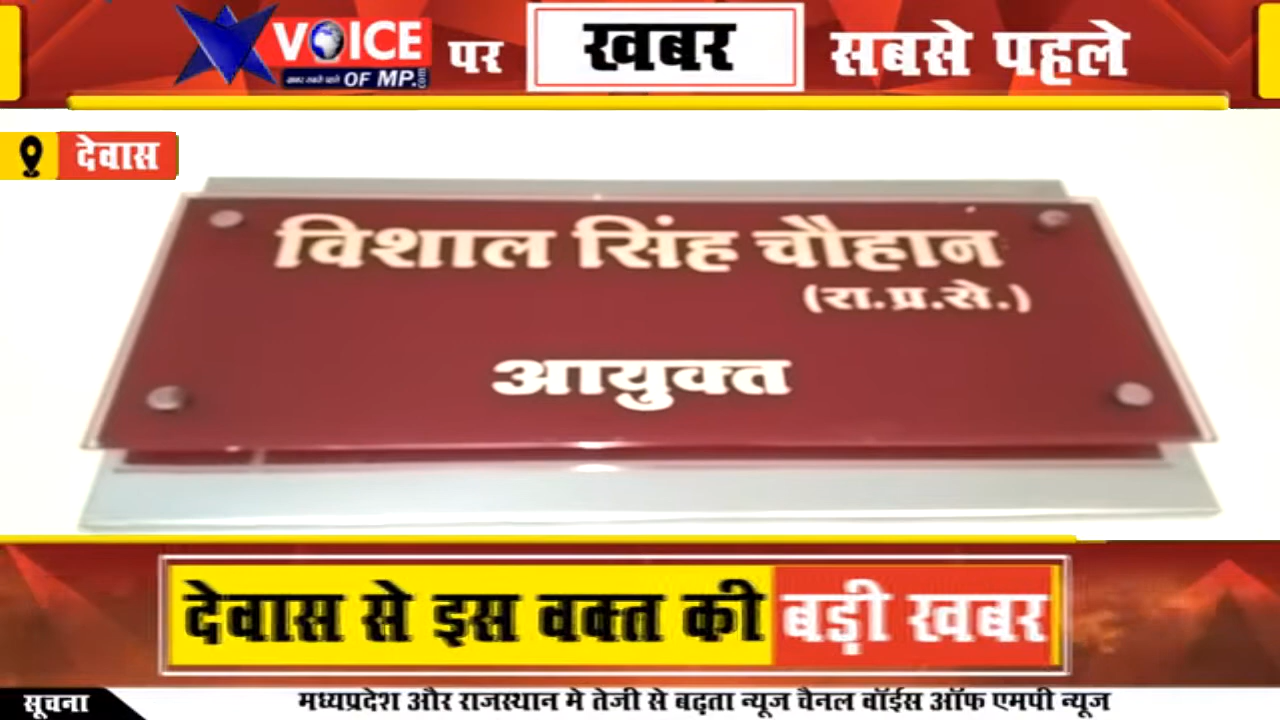 VOICE पर खबर सबसे पहले
OF MP.com
देवास
विशाल सिंह चौहान
(रा.प्र.से.)
आयुक्त
देवास से इस वक्त की बड़ी खबर
सूचना मध्यप्रदेश और राजस्थान मे तेजी से बढ़ता न्यूज चैनल वॉईस ऑफ एमपी न्यूज